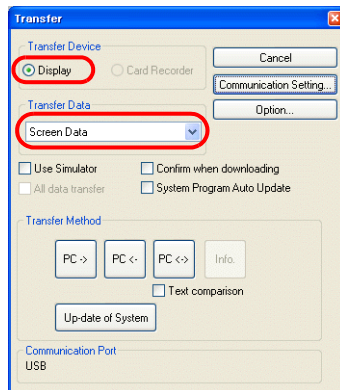 Transfer
Transfer Device
Display
Card Recorder
Cancel
Communication Setting...
Option...
Transfer Data
Screen Data
Use Simulator
Confirm when downloading
All data transfer
System Program Auto Update
Transfer Method
PC ->
PC <-
PC <->
Info.
Text comparison
Up-date of System
Communication Port
USB